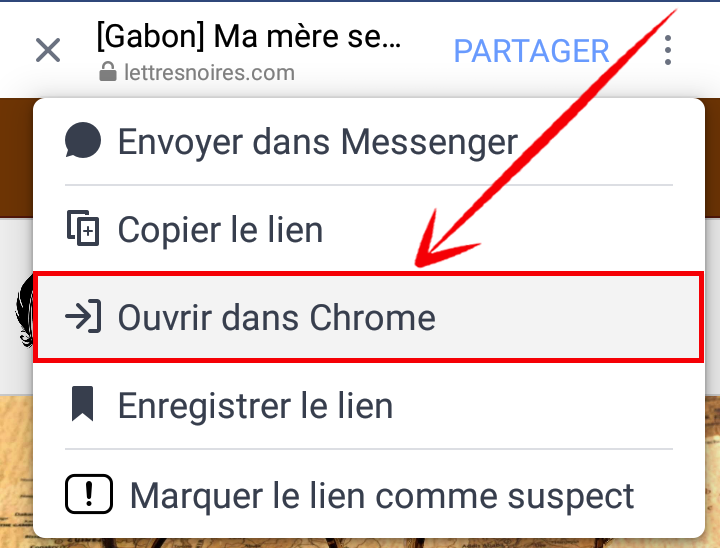 [Gabon] Ma mère se...
PARTAGER
lettresnoires.com
Envoyer dans Messenger
Copier le lien
Ouvrir dans Chrome
Enregistrer le lien
Marquer le lien comme suspect